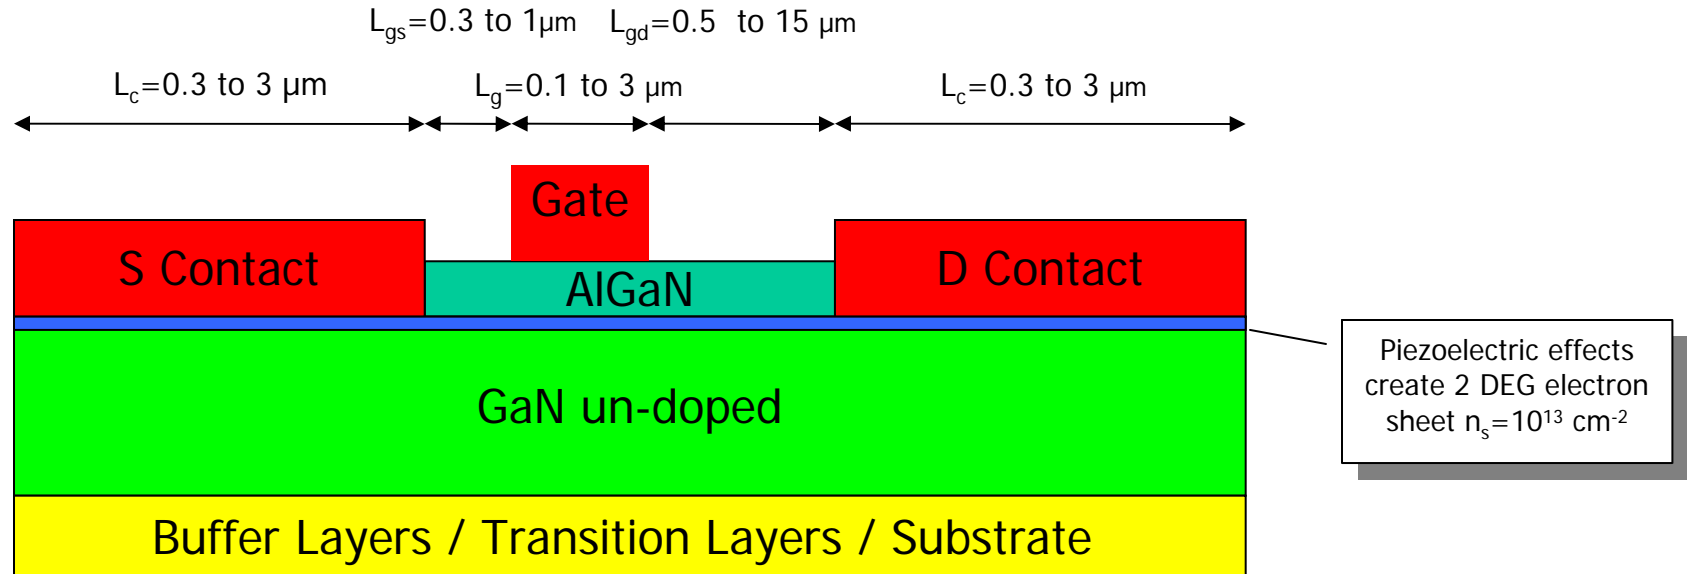 Lgs=0.3 to 1µm Lgd=0.5 to 15 µm
Lc=0.3 to 3 µm Lg=0.1 to 3 µm Lc=0.3 to 3 µm
Gate
S Contact AlGaN D Contact
Piezoelectric effects
create 2 DEG electron
sheet ns=10¹³ cm⁻²
GaN un-doped
Buffer Layers / Transition Layers / Substrate